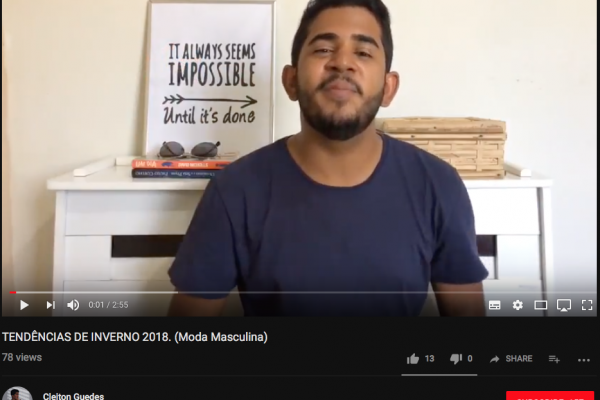 IT ALWAYS SEEMS
IMPOSSIBLE
Until it's done
0:01 / 2:55
TENDÊNCIAS DE INVERNO 2018. (Moda Masculina)
78 views
13
0
SHARE
Cleiton Guedes